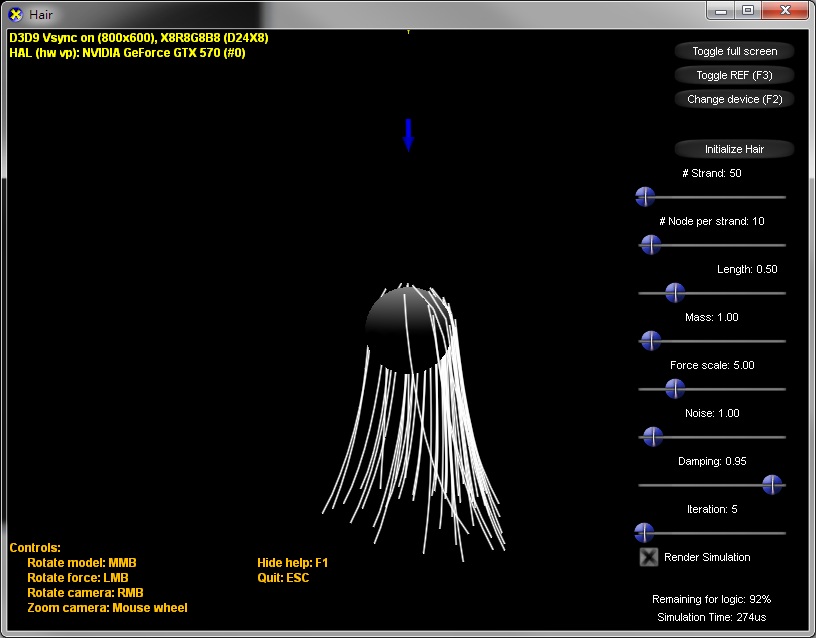 Hair
D3D9 Vsync on (800x600), X8R8G8B8 (D24X8)
HAL (hw vp): NVIDIA GeForce GTX 570 (#0)
Toggle full screen
Toggle REF (F3)
Change device (F2)
Initialize Hair
# Strand: 50
# Node per strand: 10
Length: 0.50
Mass: 1.00
Force scale: 5.00
Noise: 1.00
Damping: 0.95
Iteration: 5
Render Simulation
Remaining for logic: 92%
Simulation Time: 274us
Controls:
Rotate model: MMB
Rotate force: LMB
Rotate camera: RMB
Zoom camera: Mouse wheel
Hide help: F1
Quit: ESC